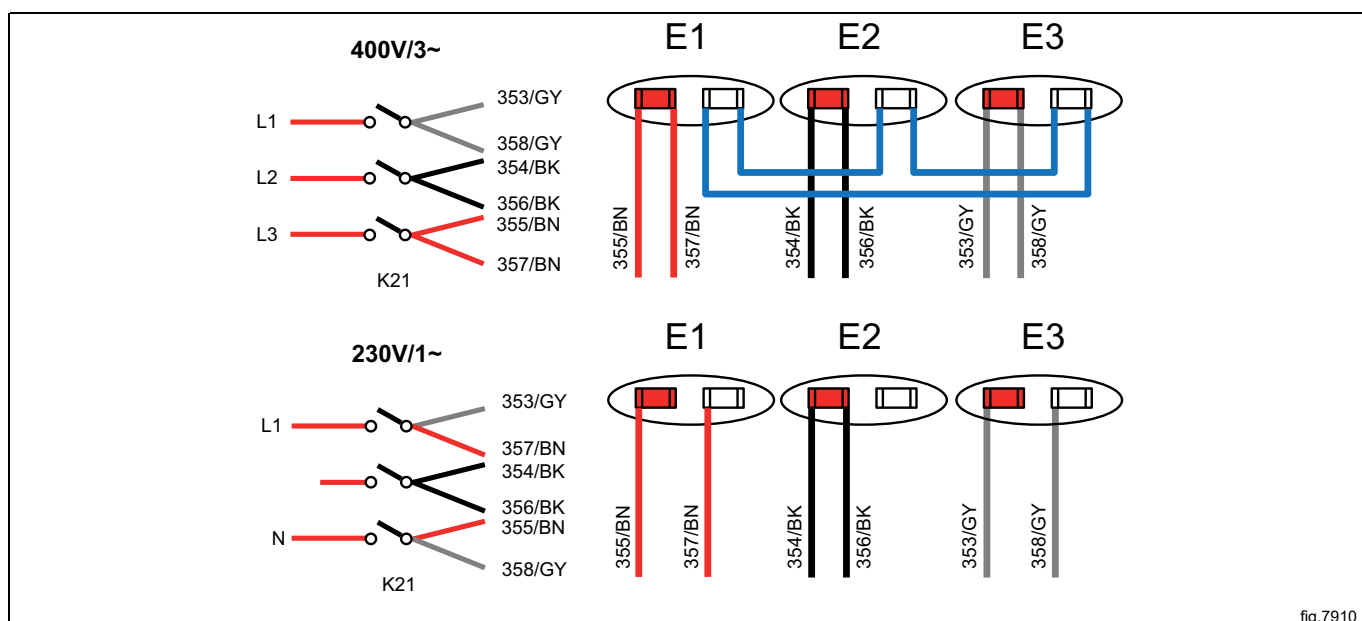 400V/3~
E1 E2 E3
353/GY
L1
358/GY
354/BK
L2
356/BK
355/BN
L3
357/BN
K21
355/BN 357/BN 354/BK 356/BK 353/GY 358/GY
230V/1~
E1 E2 E3
353/GY
L1
357/BN
354/BK
356/BK
355/BN
N
358/GY
K21
355/BN 357/BN 354/BK 356/BK 353/GY 358/GY
fig.7910